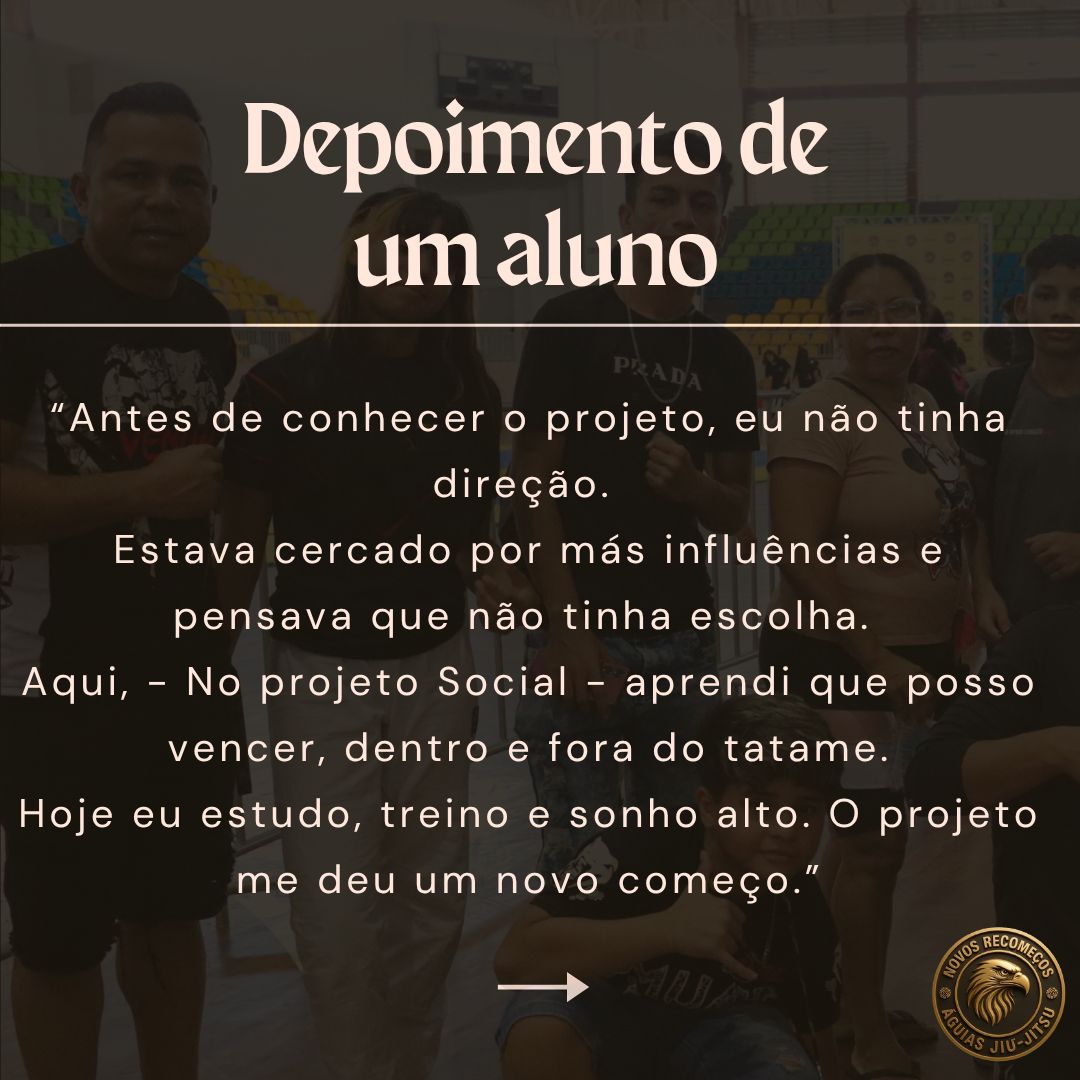 Depoimento de
um aluno
“Antes de conhecer o projeto, eu não tinha
direção.
Estava cercado por más influências e
pensava que não tinha escolha.
Aqui, - No projeto Social - aprendi que posso
vencer, dentro e fora do tatame.
Hoje eu estudo, treino e sonho alto. O projeto
me deu um novo começo.”
PRADA
NOVOS RECOMEÇOS
ÁGUIAS JIU-JITSU